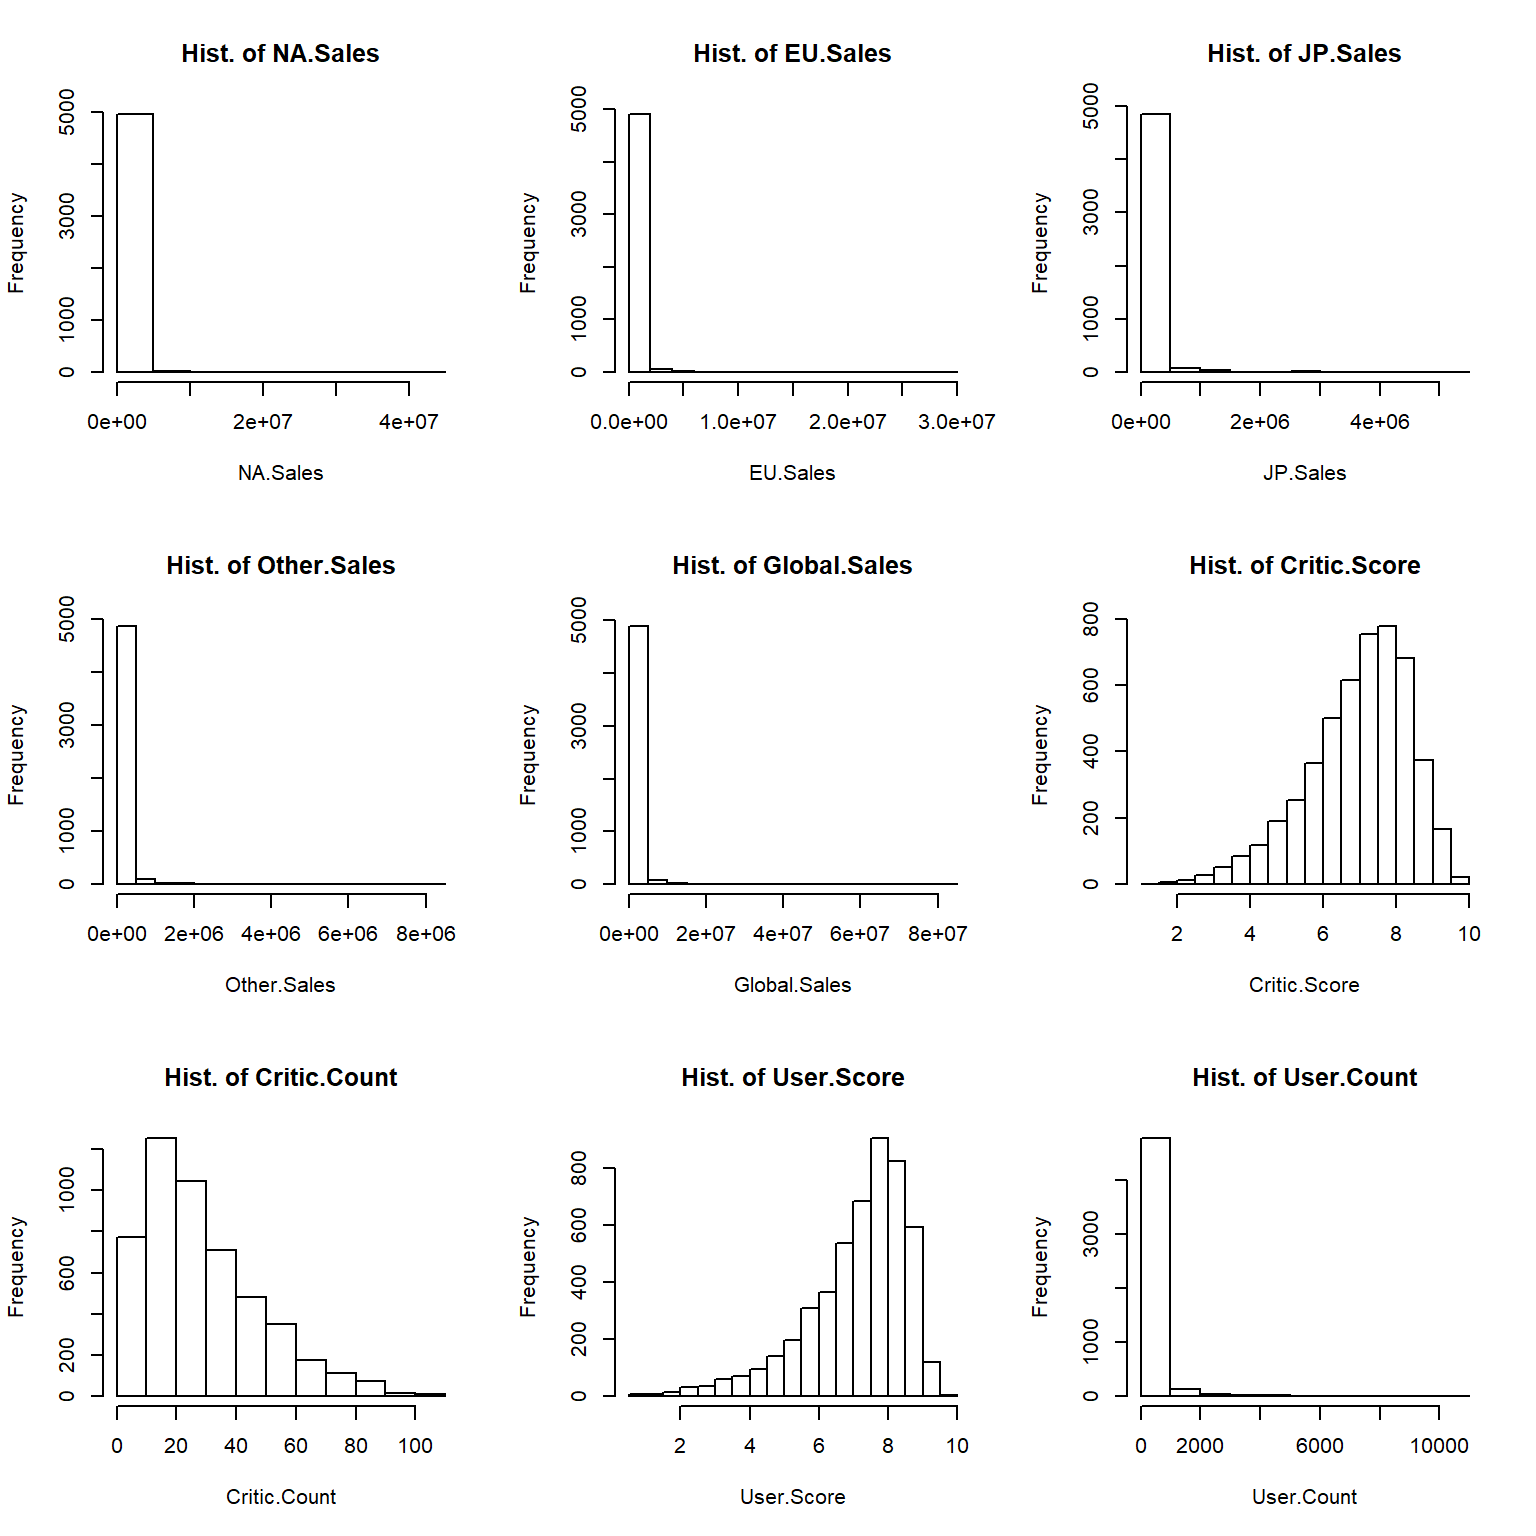 Hist. of NA.Sales
Frequency
0 1000 3000 5000
0e+00 2e+07 4e+07
NA.Sales
Hist. of EU.Sales
Frequency
0 1000 3000 5000
0.0e+00 1.0e+07 2.0e+07 3.0e+07
EU.Sales
Hist. of JP.Sales
Frequency
0 1000 3000 5000
0e+00 2e+06 4e+06
JP.Sales
Hist. of Other.Sales
Frequency
0 1000 3000 5000
0e+00 2e+06 4e+06 6e+06 8e+06
Other.Sales
Hist. of Global.Sales
Frequency
0 1000 3000 5000
0e+00 2e+07 4e+07 6e+07 8e+07
Global.Sales
Hist. of Critic.Score
Frequency
0 200 400 600 800
2 4 6 8 10
Critic.Score
Hist. of Critic.Count
Frequency
0 200 600 1000
0 20 40 60 80 100
Critic.Count
Hist. of User.Score
Frequency
0 200 400 600 800
2 4 6 8 10
User.Score
Hist. of User.Count
Frequency
0 1000 3000
0 2000 6000 10000
User.Count